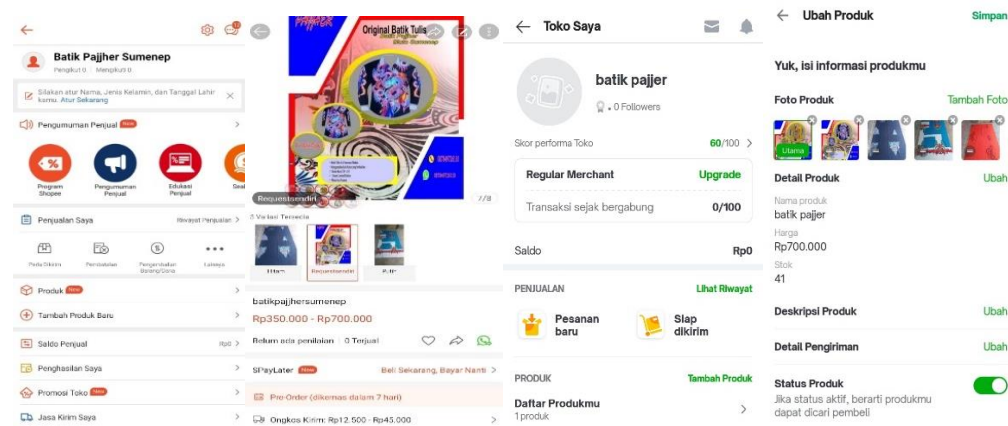 Batik Pajjher Sumenep
Pengikut 0 | Mengikuti 0
Silakan atur Nama, Jenis Kelamin, dan Tanggal Lahir
kamu. Atur Sekarang
Pengumuman Penjual New
Program
Shopee
Pengumuman
Penjual
Edukasi
Penjual
Penjualan Saya
Riwayat Penjualan
Perlu Dikirim
Pembatalan
Pengembalian
Barang/Dana
Lainnya
Produk New
Tambah Produk Baru
Saldo Penjual
Rp0
Penghasilan Saya
Promosi Toko New
Jasa Kirim Saya
Original Batik Tulis
Requestsendiri
7/8
3 Variasi Tersedia
Hitam
Requestsendiri
Putih
batikpajjhersumenep
Rp350.000 - Rp700.000
Belum ada penilaian | 0 Terjual
SPayLater New
Beli Sekarang, Bayar Nanti
Pre-Order (dikemas dalam 7 hari)
Ongkos Kirim: Rp12.500 - Rp45.000
Toko Saya
batik pajjer
0 Followers
Skor performa Toko
60/100
Regular Merchant
Upgrade
Transaksi sejak bergabung
0/100
Saldo
Rp0
PENJUALAN
Lihat Riwayat
Pesanan
baru
Siap
dikirim
PRODUK
Tambah Produk
Daftar Produkmu
1 produk
Ubah Produk
Simpan
Yuk, isi informasi produkmu
Foto Produk
Tambah Foto
Utama
Detail Produk
Ubah
Nama produk
batik pajjer
Harga
Rp700.000
Stok
41
Deskripsi Produk
Ubah
Detail Pengiriman
Ubah
Status Produk
Jika status aktif, berarti produkmu
dapat dicari pembeli